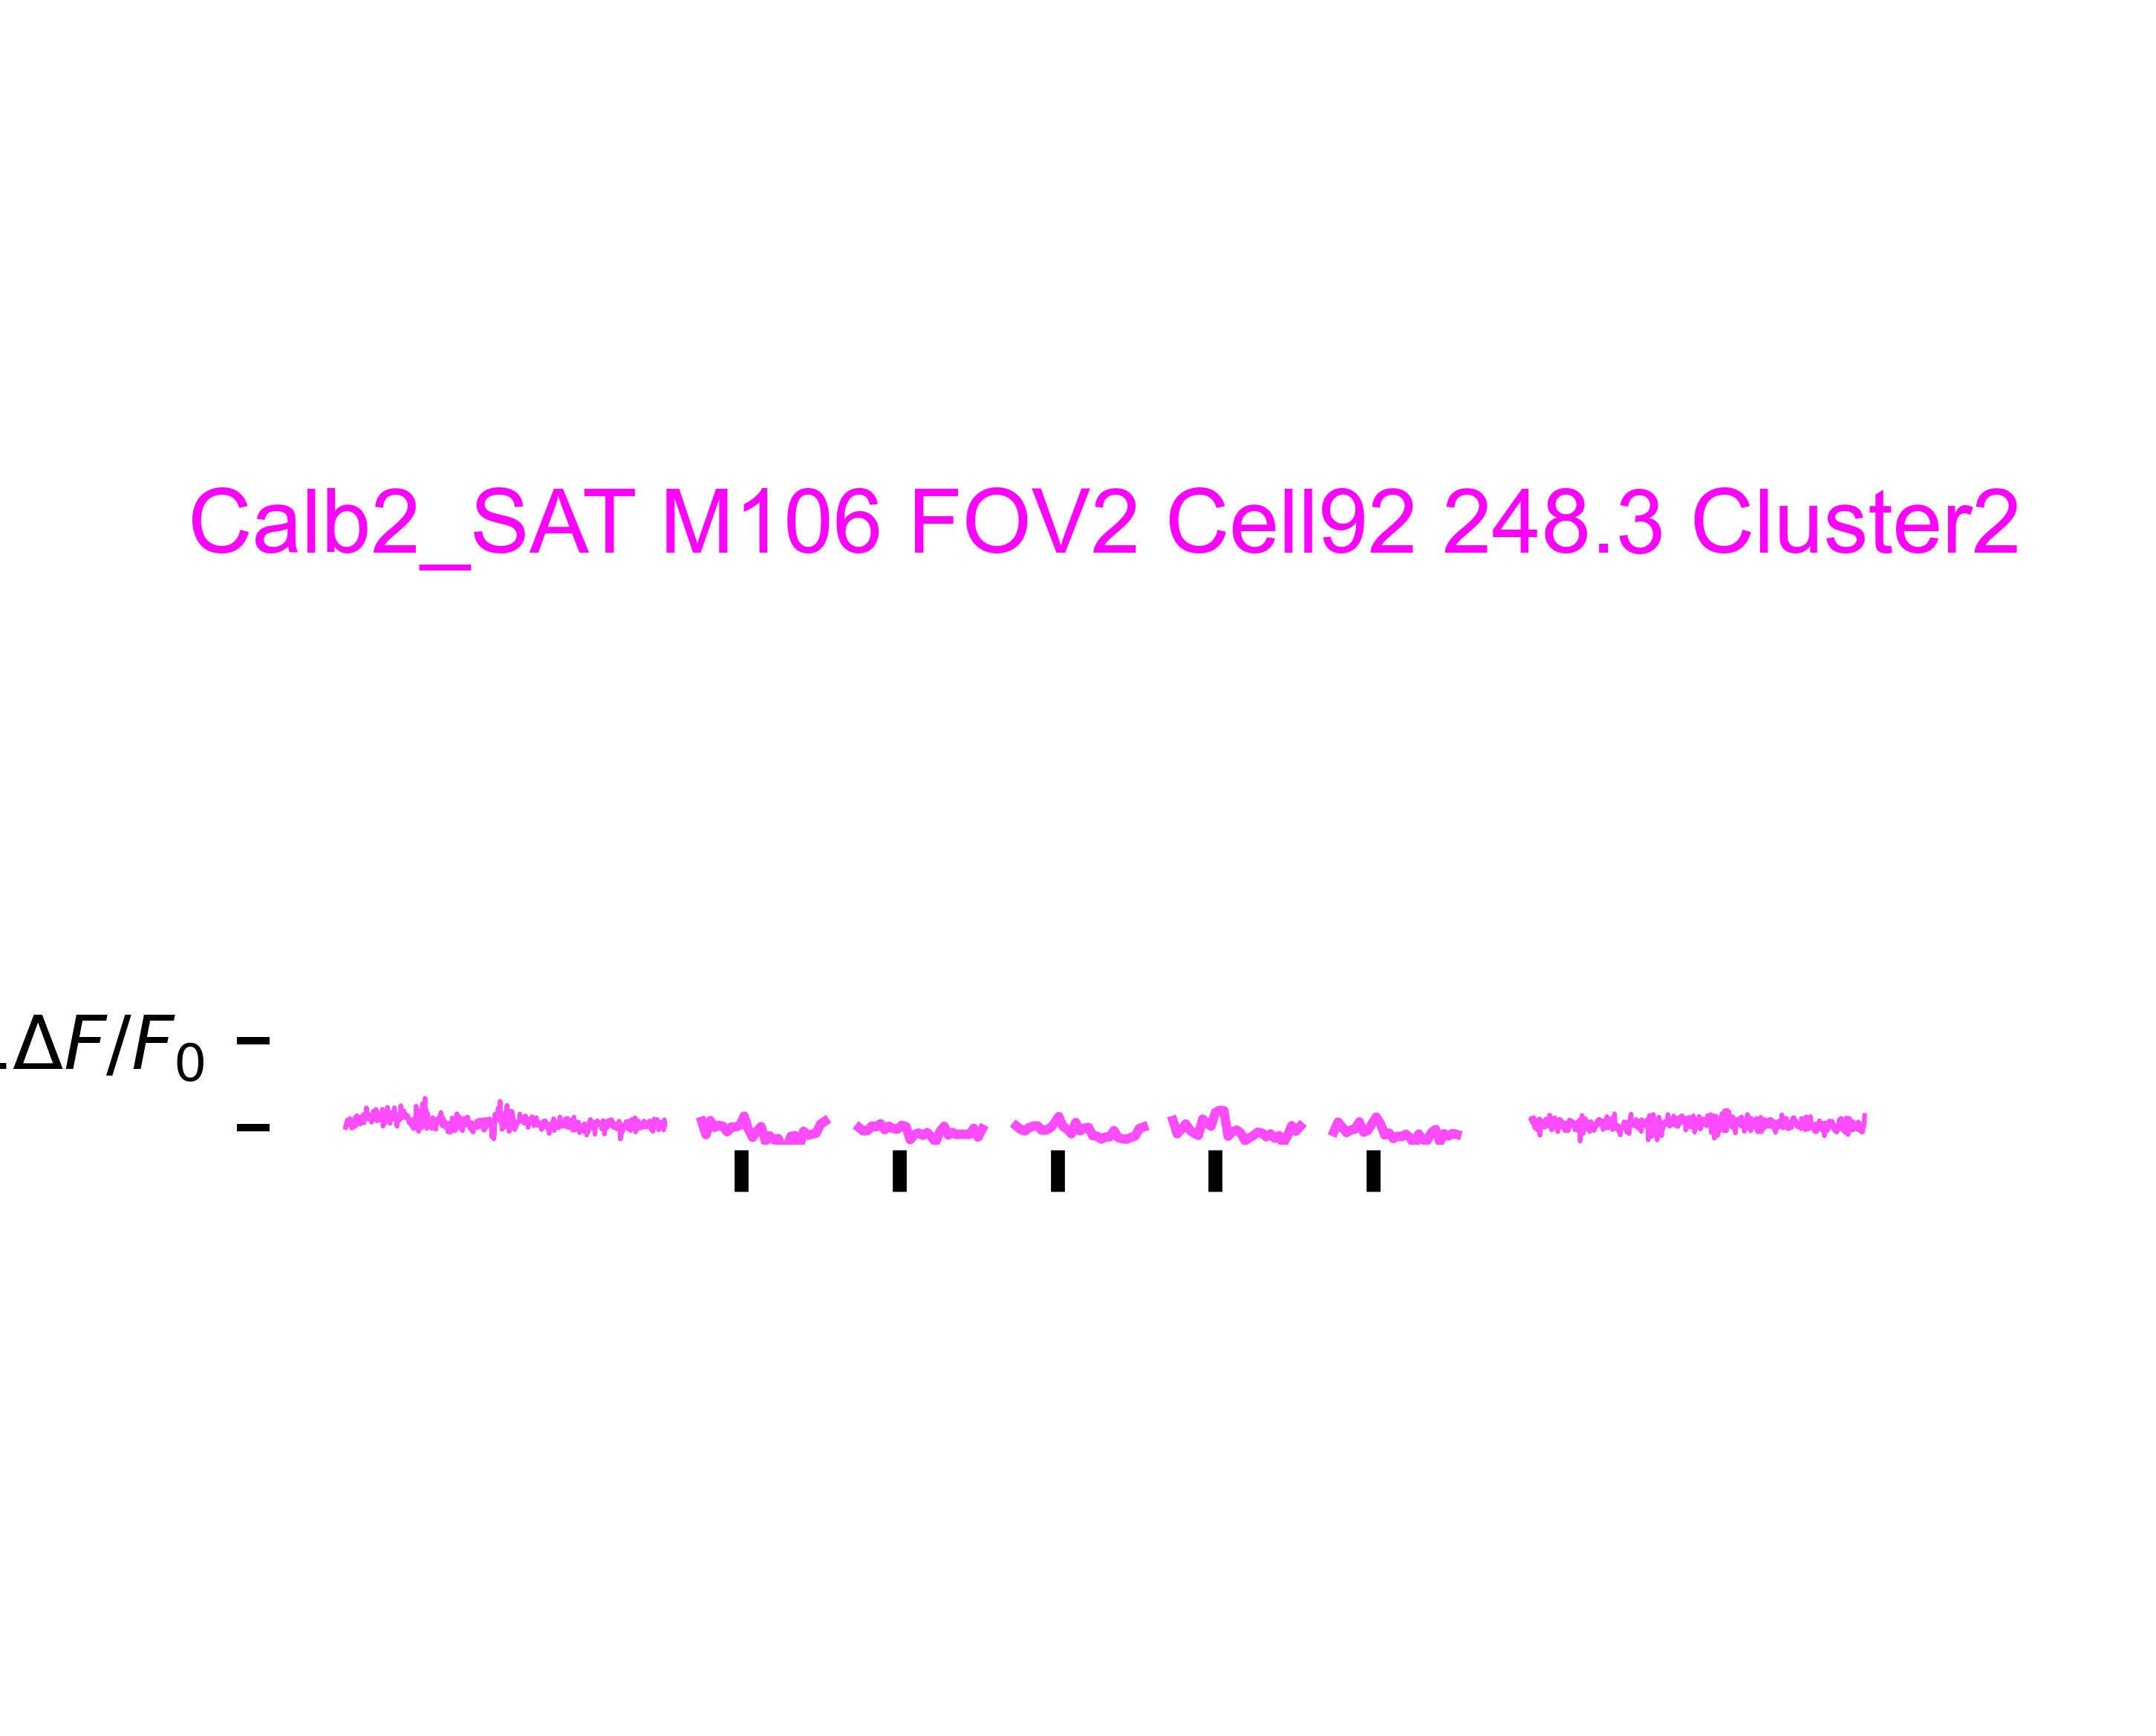 Calb2_SAT M106 FOV2 Cell92 248.3 Cluster2
.ΔF/F₀